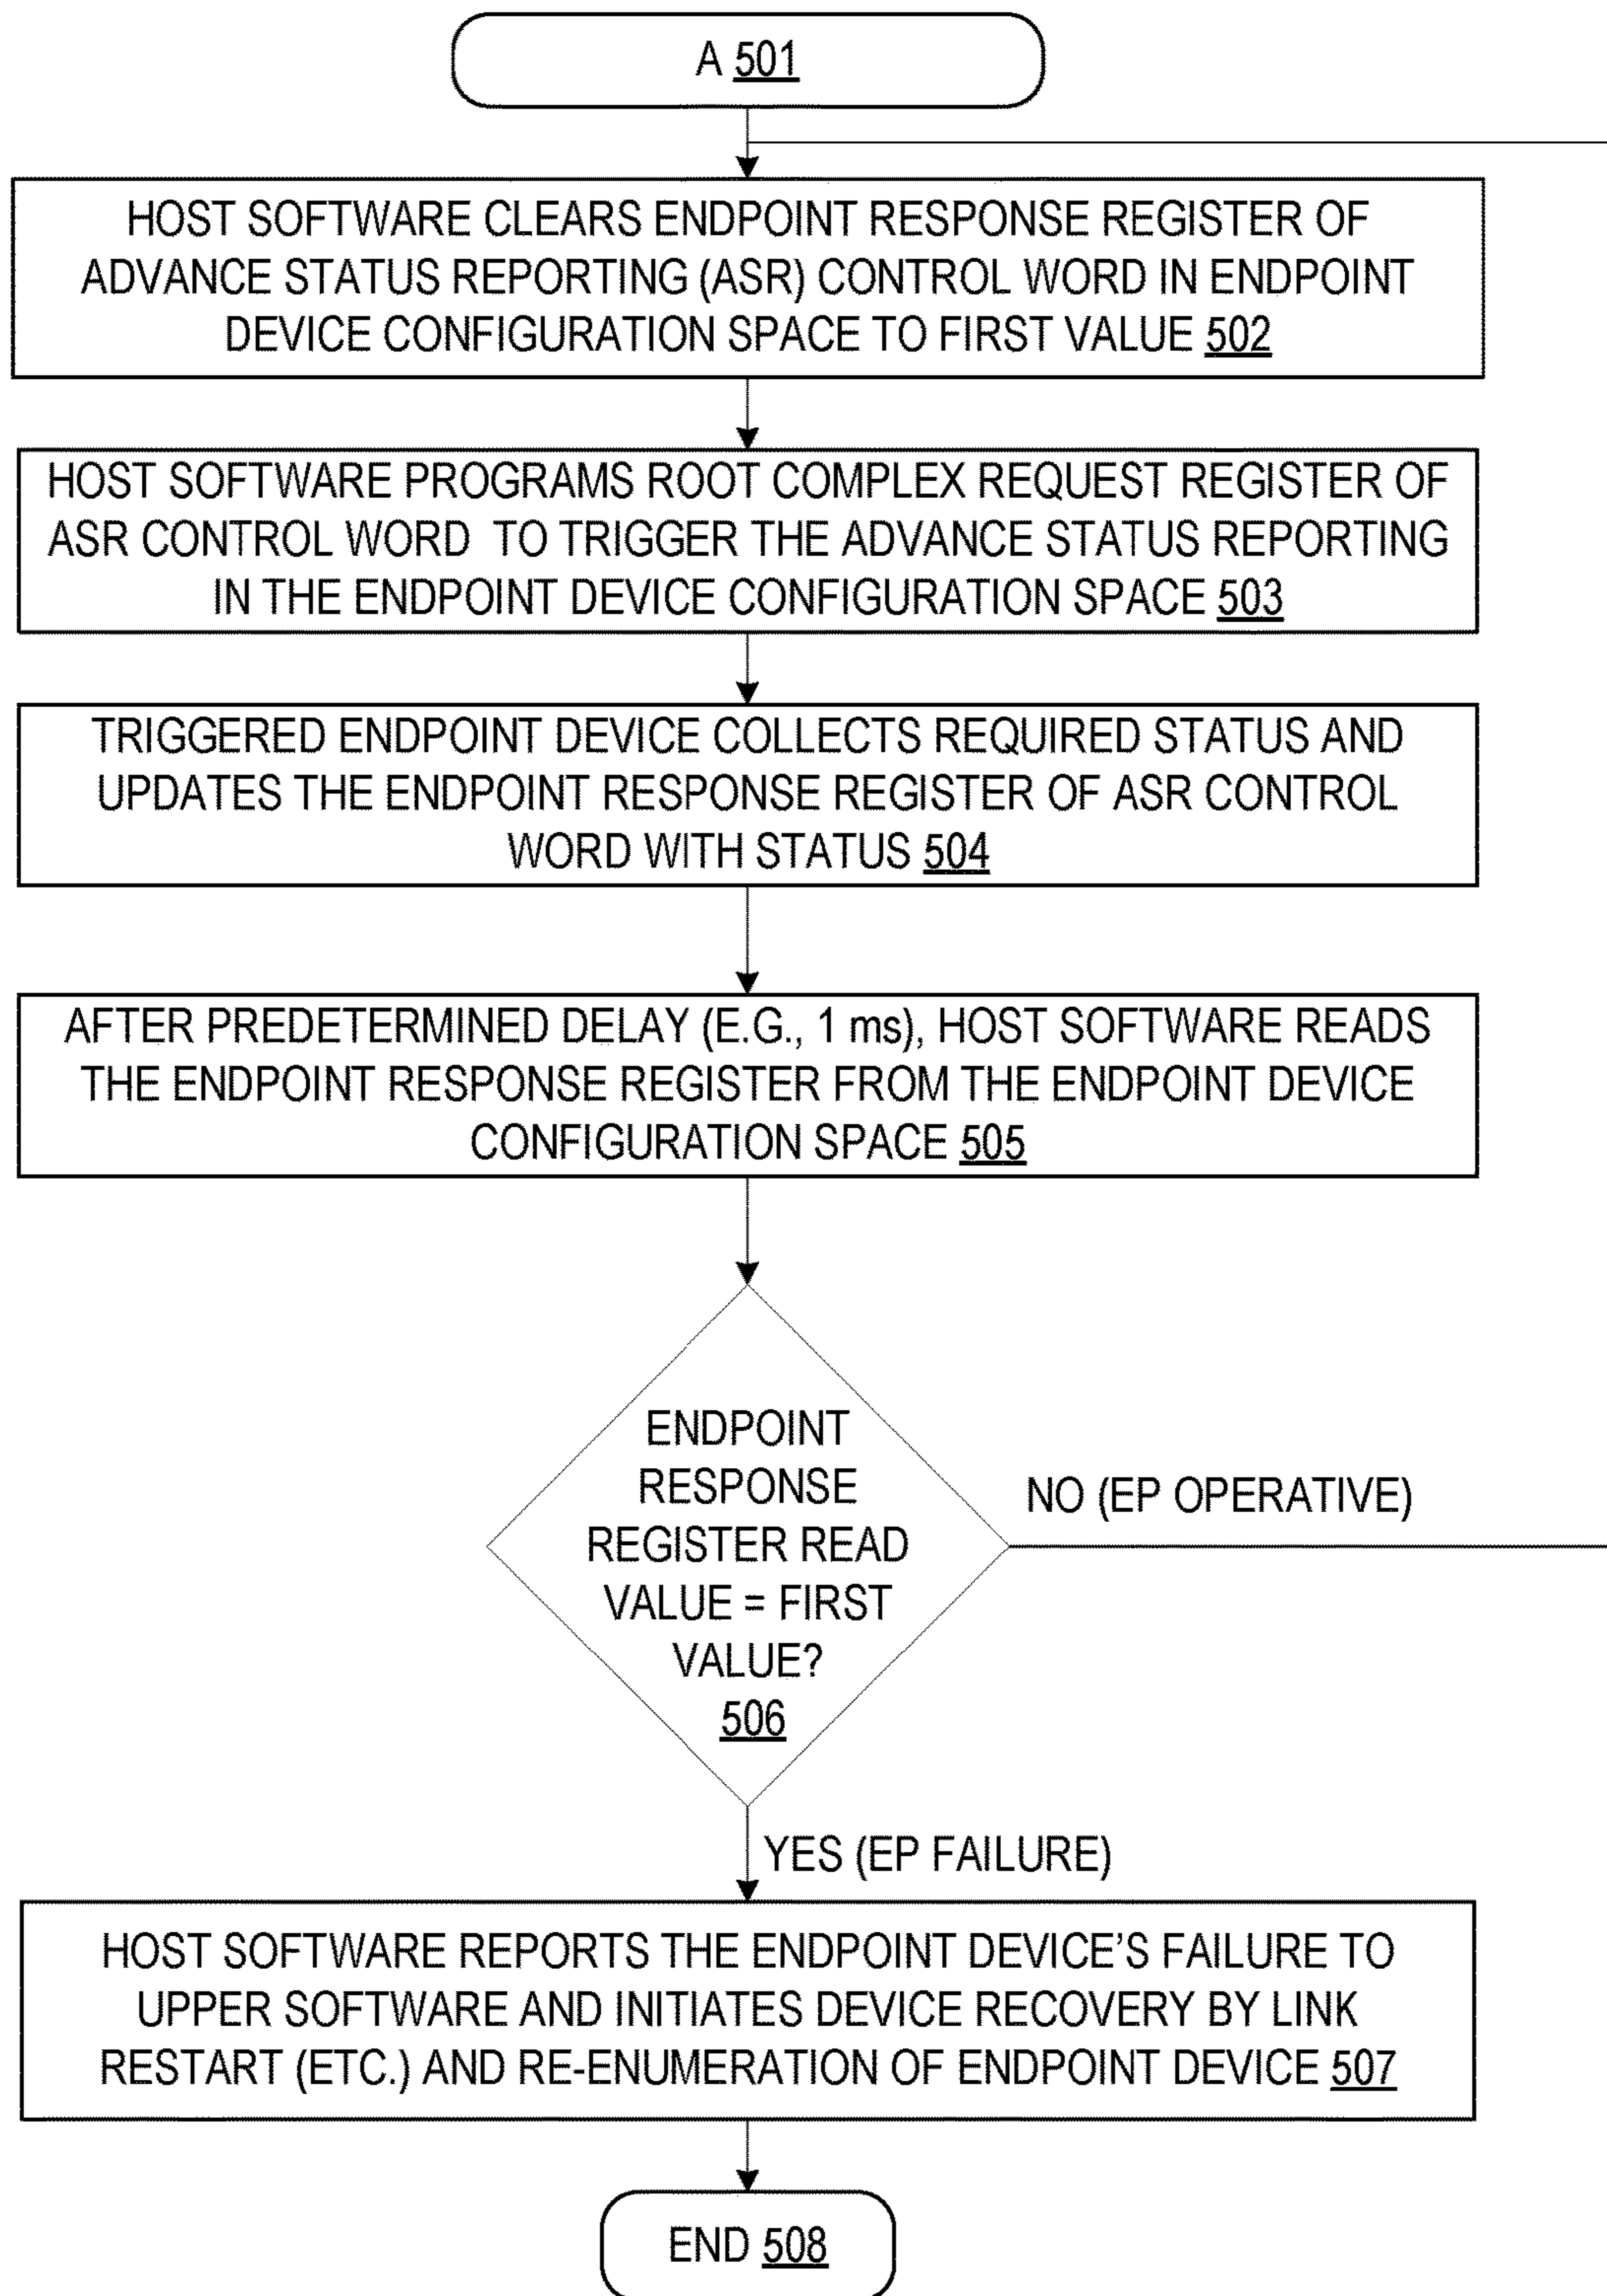 A 501
HOST SOFTWARE CLEARS ENDPOINT RESPONSE REGISTER OF
ADVANCE STATUS REPORTING (ASR) CONTROL WORD IN ENDPOINT
DEVICE CONFIGURATION SPACE TO FIRST VALUE 502
HOST SOFTWARE PROGRAMS ROOT COMPLEX REQUEST REGISTER OF
ASR CONTROL WORD TO TRIGGER THE ADVANCE STATUS REPORTING
IN THE ENDPOINT DEVICE CONFIGURATION SPACE 503
TRIGGERED ENDPOINT DEVICE COLLECTS REQUIRED STATUS AND
UPDATES THE ENDPOINT RESPONSE REGISTER OF ASR CONTROL
WORD WITH STATUS 504
AFTER PREDETERMINED DELAY (E.G., 1 ms), HOST SOFTWARE READS
THE ENDPOINT RESPONSE REGISTER FROM THE ENDPOINT DEVICE
CONFIGURATION SPACE 505
ENDPOINT
RESPONSE
REGISTER READ
VALUE = FIRST
VALUE?
506
NO (EP OPERATIVE)
YES (EP FAILURE)
HOST SOFTWARE REPORTS THE ENDPOINT DEVICE'S FAILURE TO
UPPER SOFTWARE AND INITIATES DEVICE RECOVERY BY LINK
RESTART (ETC.) AND RE-ENUMERATION OF ENDPOINT DEVICE 507
END 508